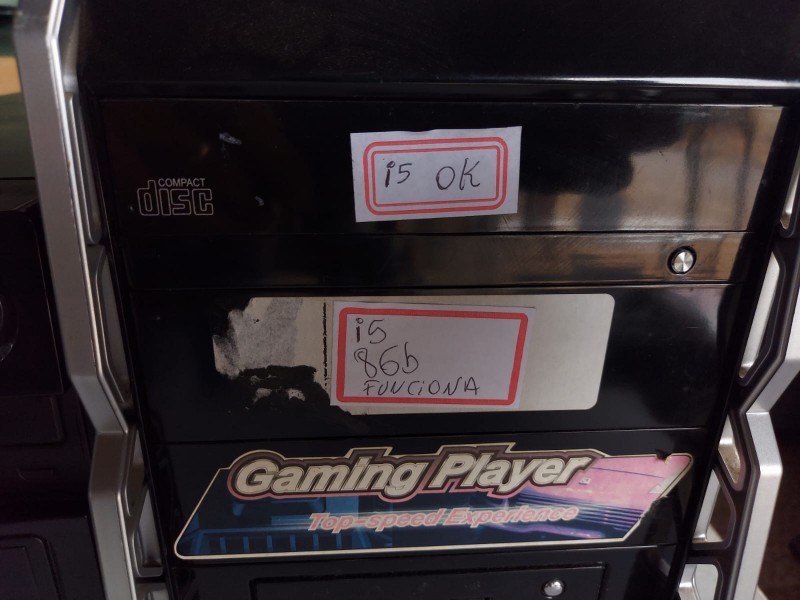 COMPACT
disc
i5 OK
i5
8Gb
FUNCIONA
Gaming Player
Top-speed Experience